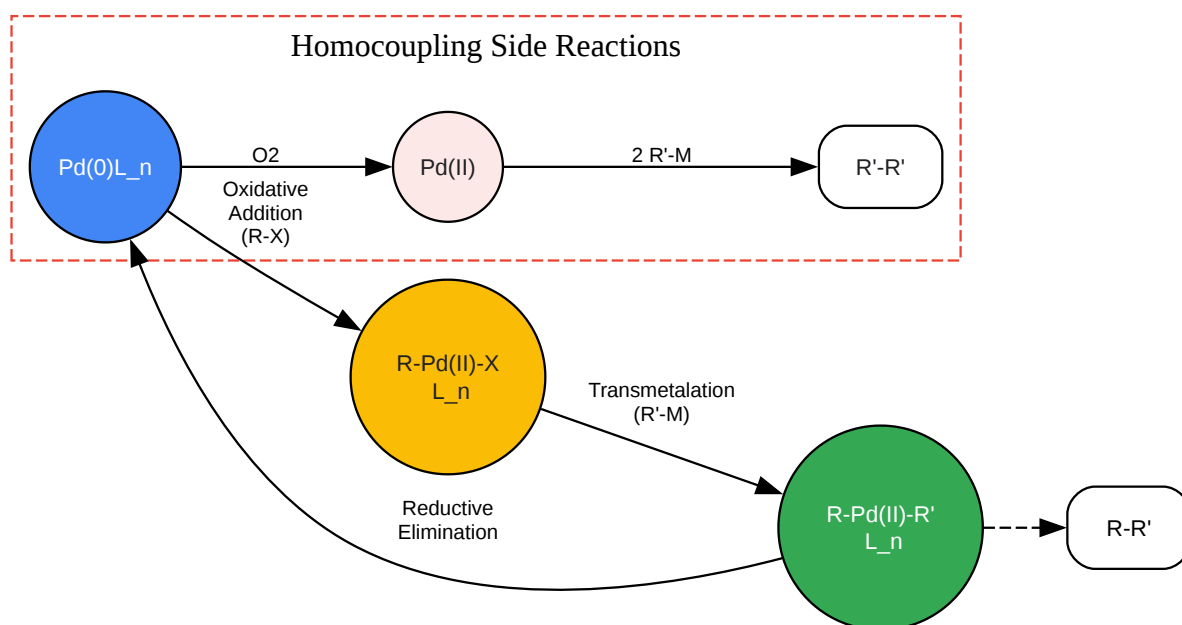 Homocoupling Side Reactions
Pd(0)L_n
O2
Pd(II)
2 R'-M
R'-R'
Oxidative
Addition
(R-X)
R-Pd(II)-X
L_n
Transmetalation
(R'-M)
Reductive
Elimination
R-Pd(II)-R'
L_n
R-R'